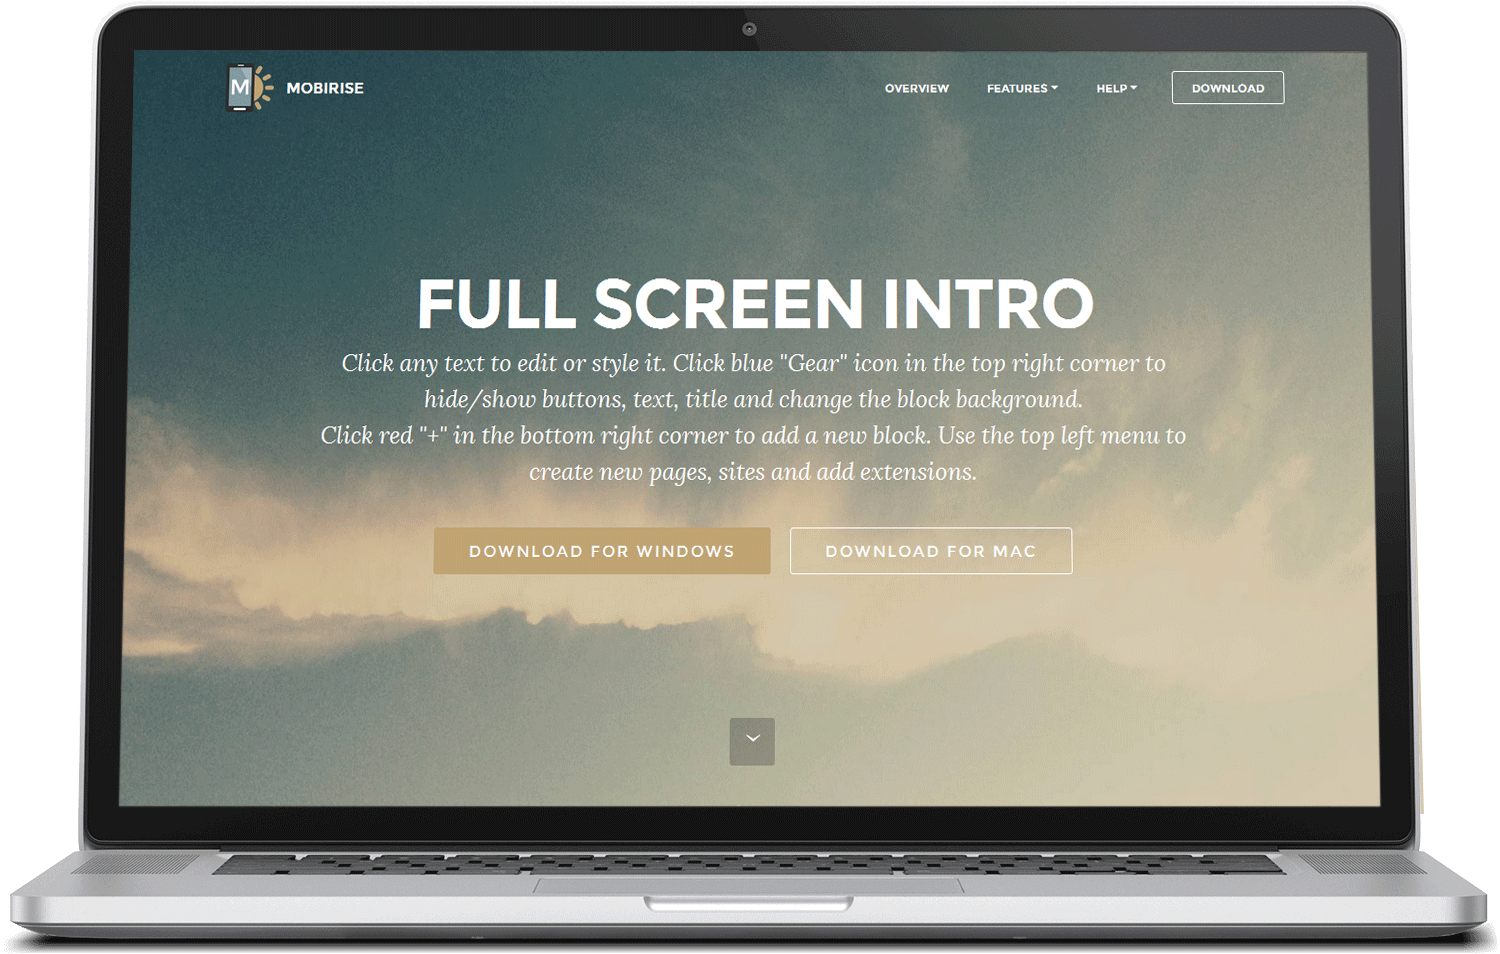 M MOBIRISE OVERVIEW FEATURES HELP DOWNLOAD
FULL SCREEN INTRO
Click any text to edit or style it. Click blue "Gear" icon in the top right corner to
hide/show buttons, text, title and change the block background.
Click red "+" in the bottom right corner to add a new block. Use the top left menu to
create new pages, sites and add extensions.
DOWNLOAD FOR WINDOWS DOWNLOAD FOR MAC